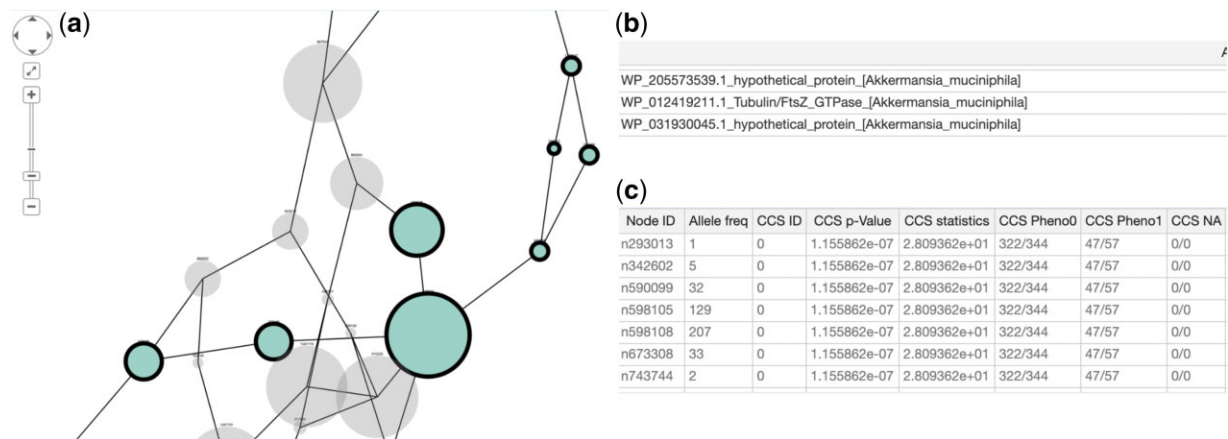 (a)
(b)
A
WP_205573539.1_hypothetical_protein_[Akkermansia_muciniphila]
WP_012419211.1_Tubulin/FtsZ_GTPase_[Akkermansia_muciniphila]
WP_031930045.1_hypothetical_protein_[Akkermansia_muciniphila]
(c)
Node ID Allele freq CCS ID CCS p-Value CCS statistics CCS Pheno0 CCS Pheno1 CCS NA
n293013 1 0 1.155862e-07 2.809362e+01 322/344 47/57 0/0
n342602 5 0 1.155862e-07 2.809362e+01 322/344 47/57 0/0
n590099 32 0 1.155862e-07 2.809362e+01 322/344 47/57 0/0
n598105 129 0 1.155862e-07 2.809362e+01 322/344 47/57 0/0
n598108 207 0 1.155862e-07 2.809362e+01 322/344 47/57 0/0
n673308 33 0 1.155862e-07 2.809362e+01 322/344 47/57 0/0
n743744 2 0 1.155862e-07 2.809362e+01 322/344 47/57 0/0